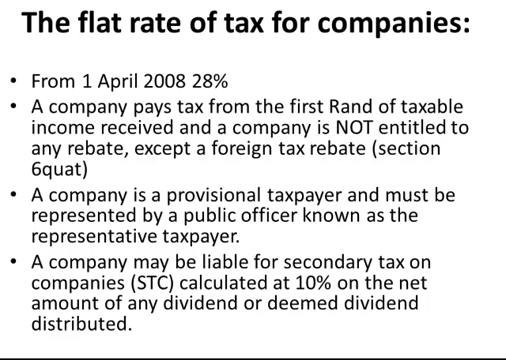 The flat rate of tax for companies:
• From 1 April 2008 28%
• A company pays tax from the first Rand of taxable
income received and a company is NOT entitled to
any rebate, except a foreign tax rebate (section
6quat)
• A company is a provisional taxpayer and must be
represented by a public officer known as the
representative taxpayer.
• A company may be liable for secondary tax on
companies (STC) calculated at 10% on the net
amount of any dividend or deemed dividend
distributed.